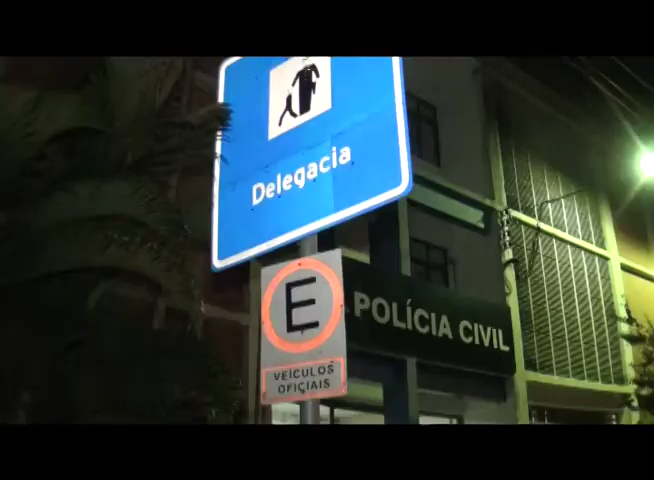 Delegacia
E
VEÍCULOS
OFICIAIS
POLÍCIA CIVIL